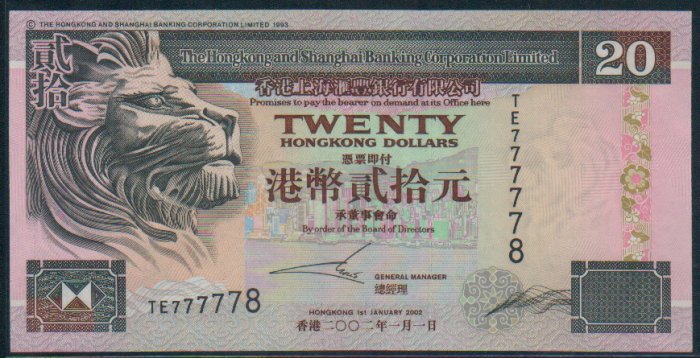 © THE HONGKONG AND SHANGHAI BANKING CORPORATION LIMITED 1993
貳拾
The Hongkong and Shanghai Banking Corporation Limited
20
香港上海滙豐銀行有限公司
Promises to pay the bearer on demand at its Office here
TE777778
TWENTY
HONGKONG DOLLARS
憑票即付
港幣貳拾元
承董事會命
By order of the Board of Directors
GENERAL MANAGER
總經理
TE777778
HONGKONG 1st JANUARY 2002
香港二〇〇二年一月一日